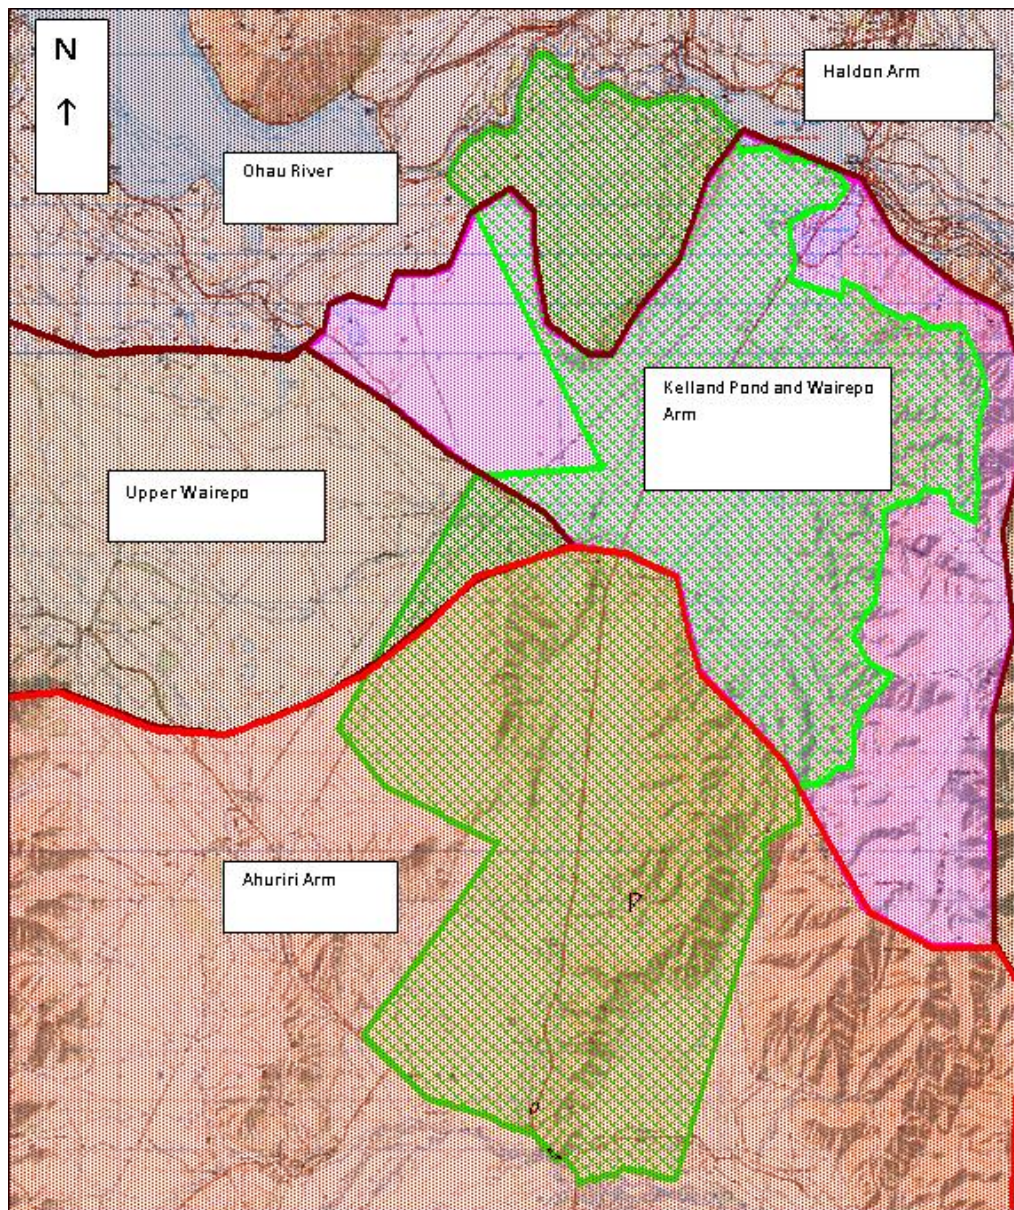 N
Haldon Arm
Ohau River
Kelland Pond and Wairepo
Arm
Upper Wairepo
Ahuriri Arm